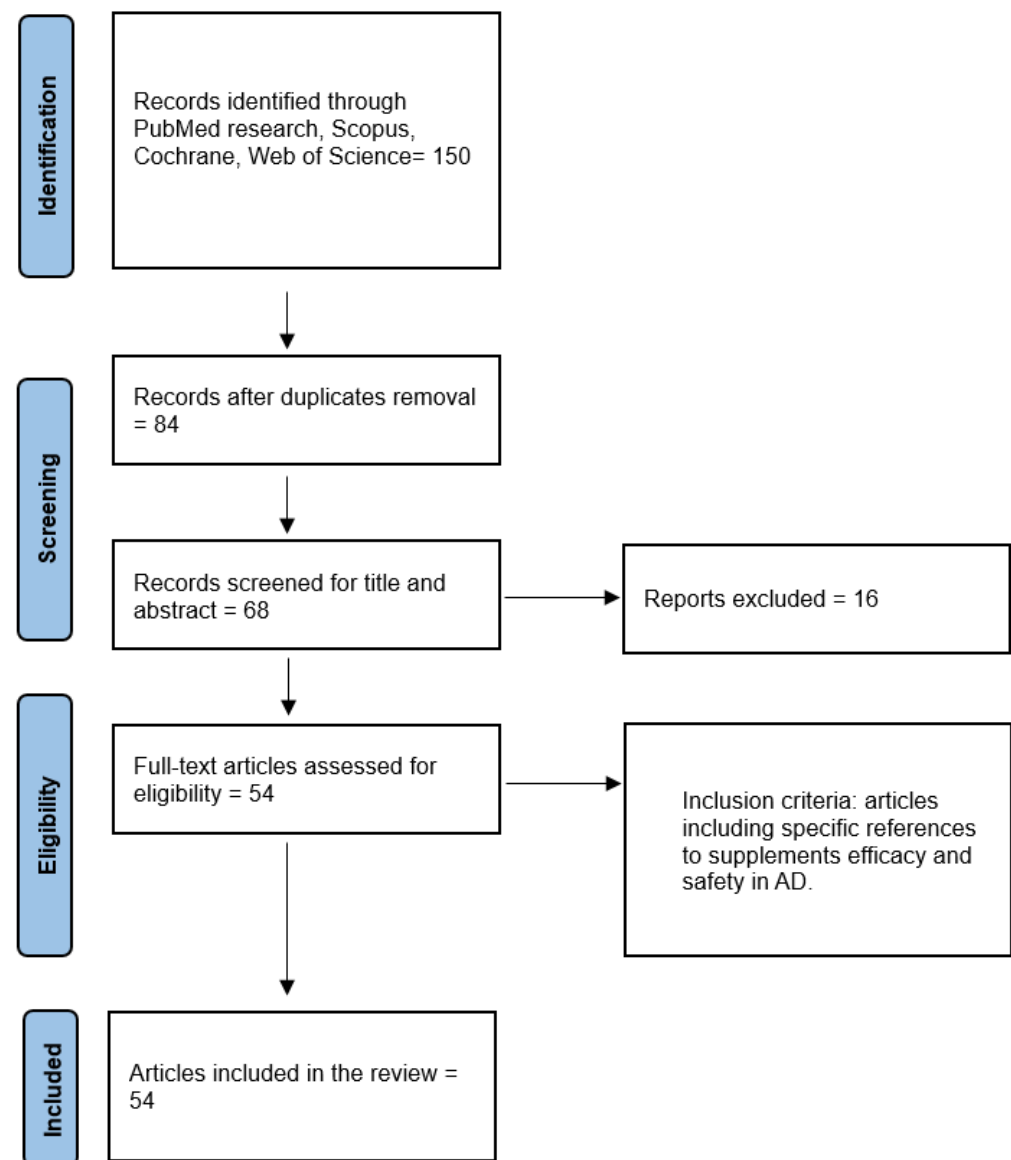 Identification
Records identified through
PubMed research, Scopus,
Cochrane, Web of Science= 150
Screening
Records after duplicates removal
= 84
Records screened for title and
abstract = 68
Reports excluded = 16
Eligibility
Full-text articles assessed for
eligibility = 54
Inclusion criteria: articles
including specific references
to supplements efficacy and
safety in AD.
Included
Articles included in the review =
54